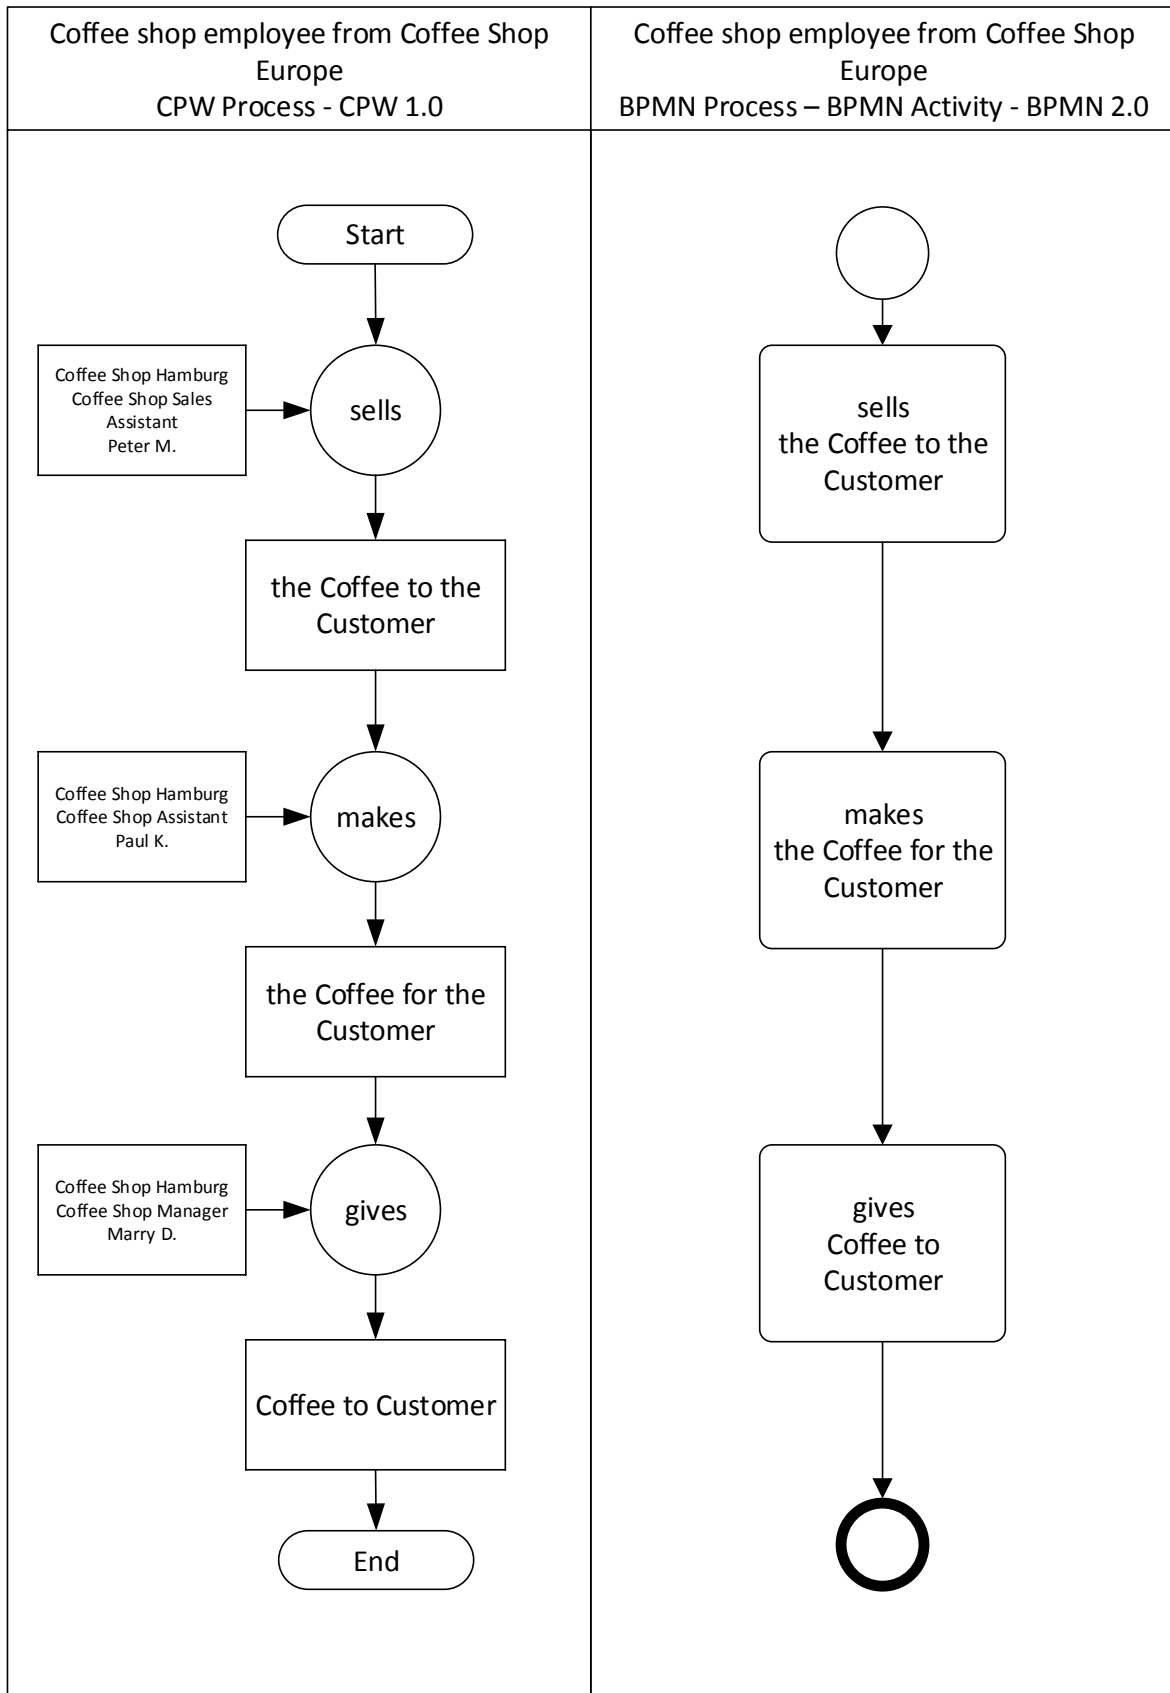 Coffee shop employee from Coffee Shop
Europe
CPW Process - CPW 1.0
Start
Coffee Shop Hamburg
Coffee Shop Sales
Assistant
Peter M.
sells
the Coffee to the
Customer
Coffee Shop Hamburg
Coffee Shop Assistant
Paul K.
makes
the Coffee for the
Customer
Coffee Shop Hamburg
Coffee Shop Manager
Marry D.
gives
Coffee to Customer
End
Coffee shop employee from Coffee Shop
Europe
BPMN Process – BPMN Activity - BPMN 2.0
sells
the Coffee to the
Customer
makes
the Coffee for the
Customer
gives
Coffee to
Customer